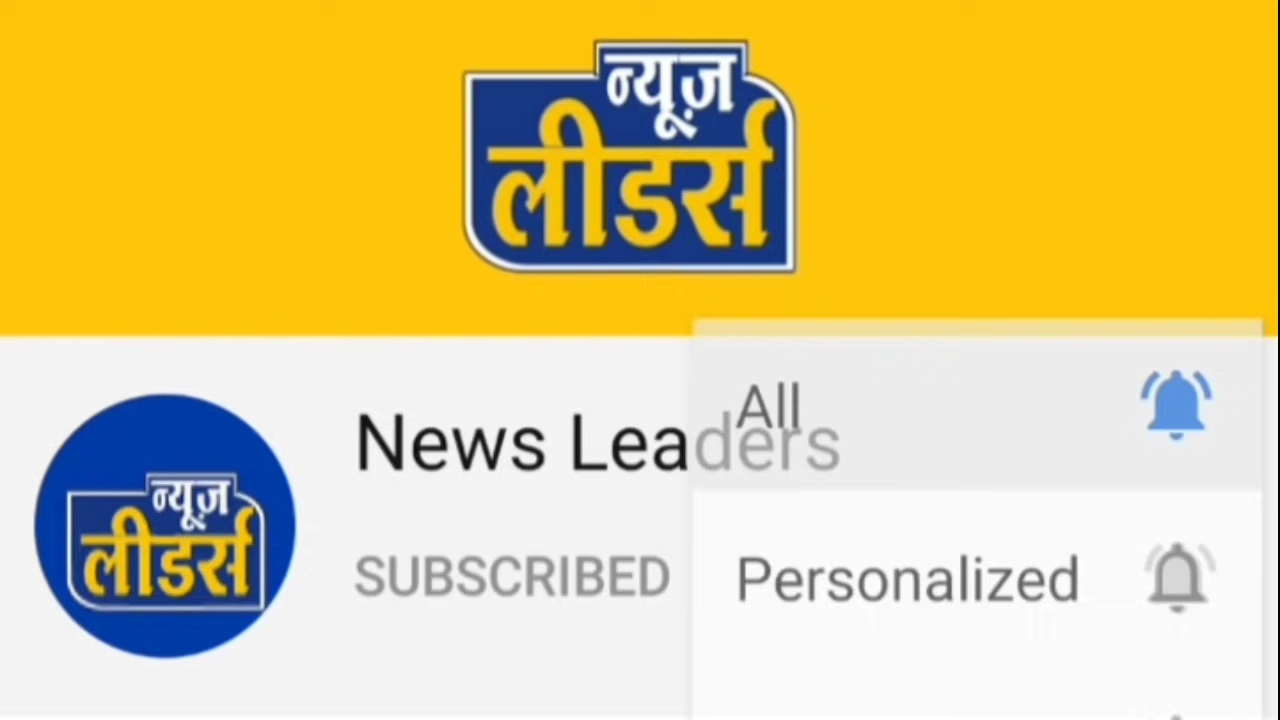 न्यूज़
लीडर्स
News Leaders
All
न्यूज़
लीडर्स
SUBSCRIBED
Personalized